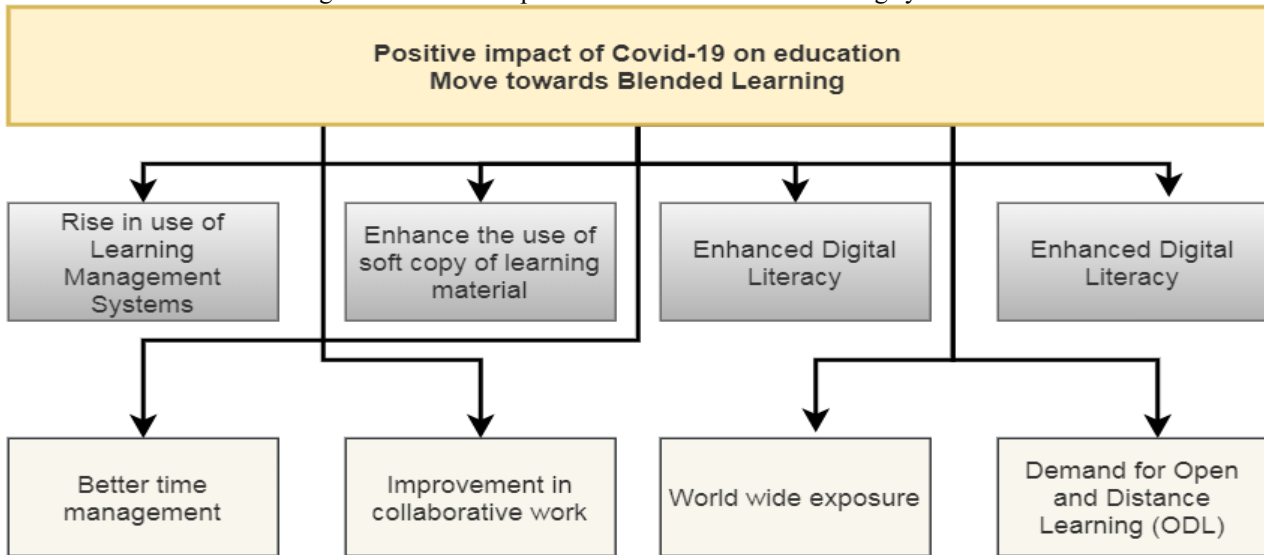 Positive impact of Covid-19 on education
Move towards Blended Learning
Rise in use of
Learning
Management
Systems
Enhance the use of
soft copy of learning
material
Enhanced Digital
Literacy
Enhanced Digital
Literacy
Better time
management
Improvement in
collaborative work
World wide exposure
Demand for Open
and Distance
Learning (ODL)